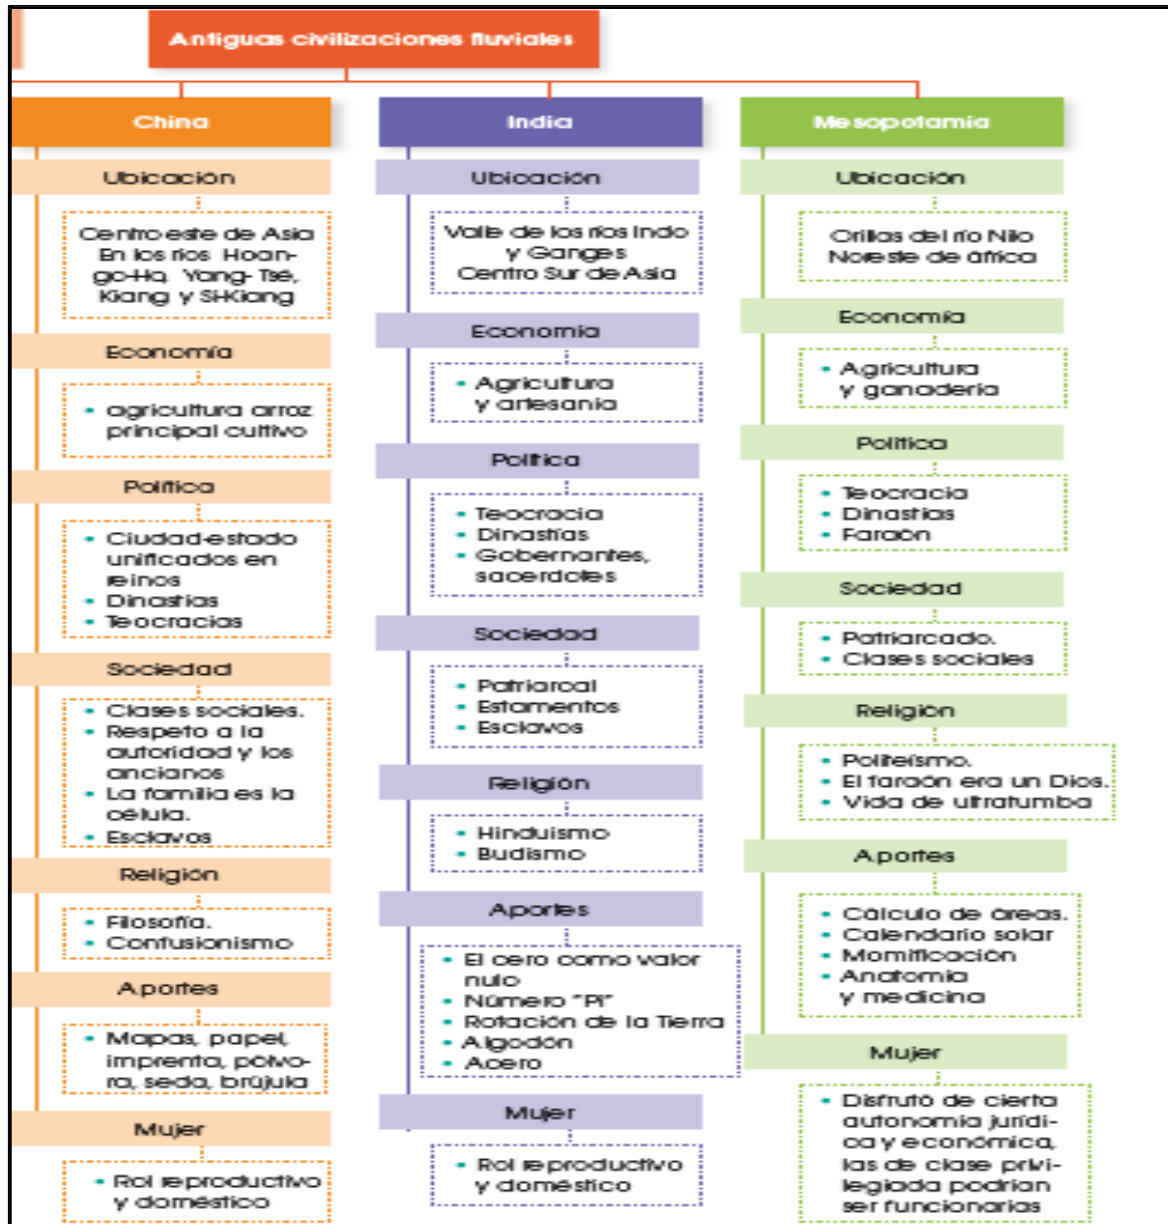 Antiguas civilizaciones fluviales
China
Ubicación
Centro este de Asia
En los ríos Hoan-
go-Ho, Yang-Tsé,
Kiang y Si-Kiang
Economía
• agricultura arroz
principal cultivo
Política
• Ciudad-estado
unificados en
reinos
• Dinastías
• Teocracias
Sociedad
• Clases sociales.
• Respeto a la
autoridad y los
ancianos
• La familia es la
célula.
• Esclavos
Religión
• Filosofía.
• Confusionismo
Aportes
• Mapas, papel,
imprenta, pólvo-
ra, seda, brújula
Mujer
• Rol reproductivo
y doméstico
India
Ubicación
Valle de los ríos Indo
y Ganges
Centro Sur de Asia
Economía
• Agricultura
y artesanía
Política
• Teocracia
• Dinastías
• Gobernantes,
sacerdotes
Sociedad
• Patriarcal
• Estamentos
• Esclavos
Religión
• Hinduismo
• Budismo
Aportes
• El cero como valor
nulo
• Número "Pi"
• Rotación de la Tierra
• Algodón
• Acero
Mujer
• Rol reproductivo
y doméstico
Mesopotamia
Ubicación
Orillas del río Nilo
Noreste de áfrica
Economía
• Agricultura
y ganadería
Política
• Teocracia
• Dinastías
• Faraón
Sociedad
• Patriarcado.
• Clases sociales
Religión
• Politeísmo.
• El faraón era un Dios.
• Vida de ultratumba
Aportes
• Cálculo de áreas.
• Calendario solar
• Momificación
• Anatomía
y medicina
Mujer
• Disfrutó de cierta
autonomía jurídi-
ca y económica,
las de clase privi-
legiada podrían
ser funcionarias